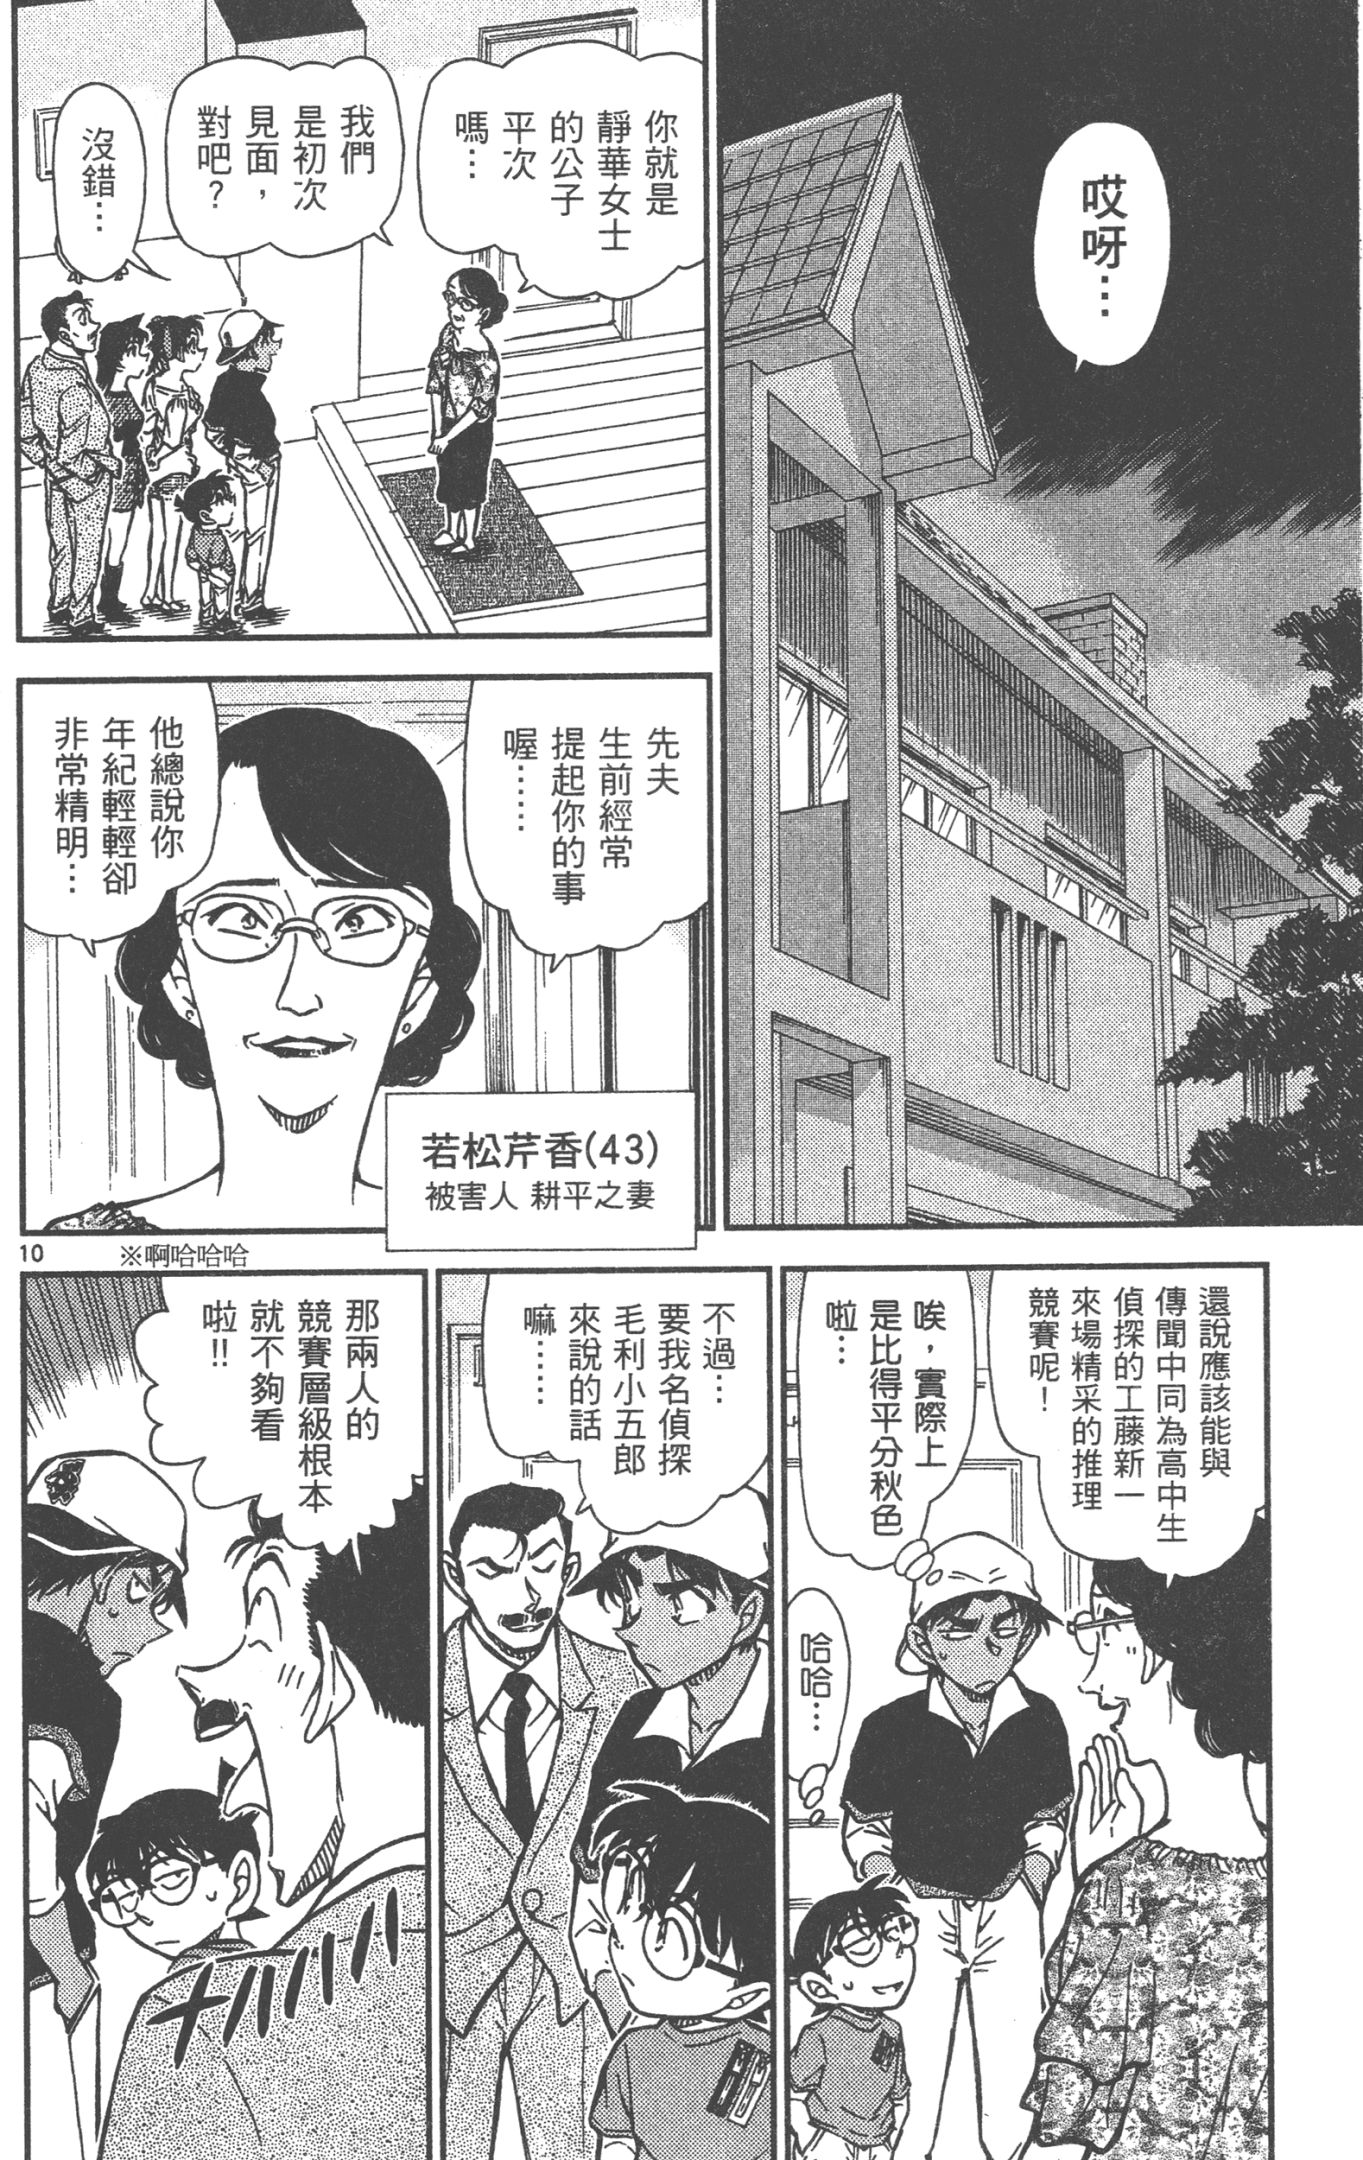 哎呀…
你就是
靜華女士
的公子
平次
嗎…
我們
是初次
見面，
對吧？
沒錯…
先夫
生前經常
提起你的事
喔……
他總說你
年紀輕輕卻
非常精明…
若松芹香(43)
被害人 耕平之妻
10
※啊哈哈哈
還說應該能與
傳聞中同為高中生
偵探的工藤新一
來場精采的推理
競賽呢！
唉，實際上
是比得平分秋色
啦…
哈哈…
不過…
要我名偵探
毛利小五郎
來說的話
嘛……
那兩人的
競賽層級根本
就不夠看
啦!!
ナハハハハ